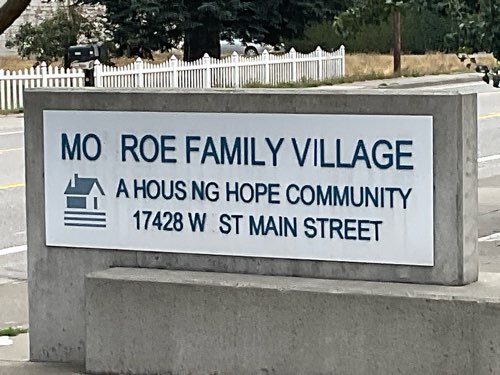 MO ROE FAMILY VILLAGE
A HOUS NG HOPE COMMUNITY
17428 W ST MAIN STREET